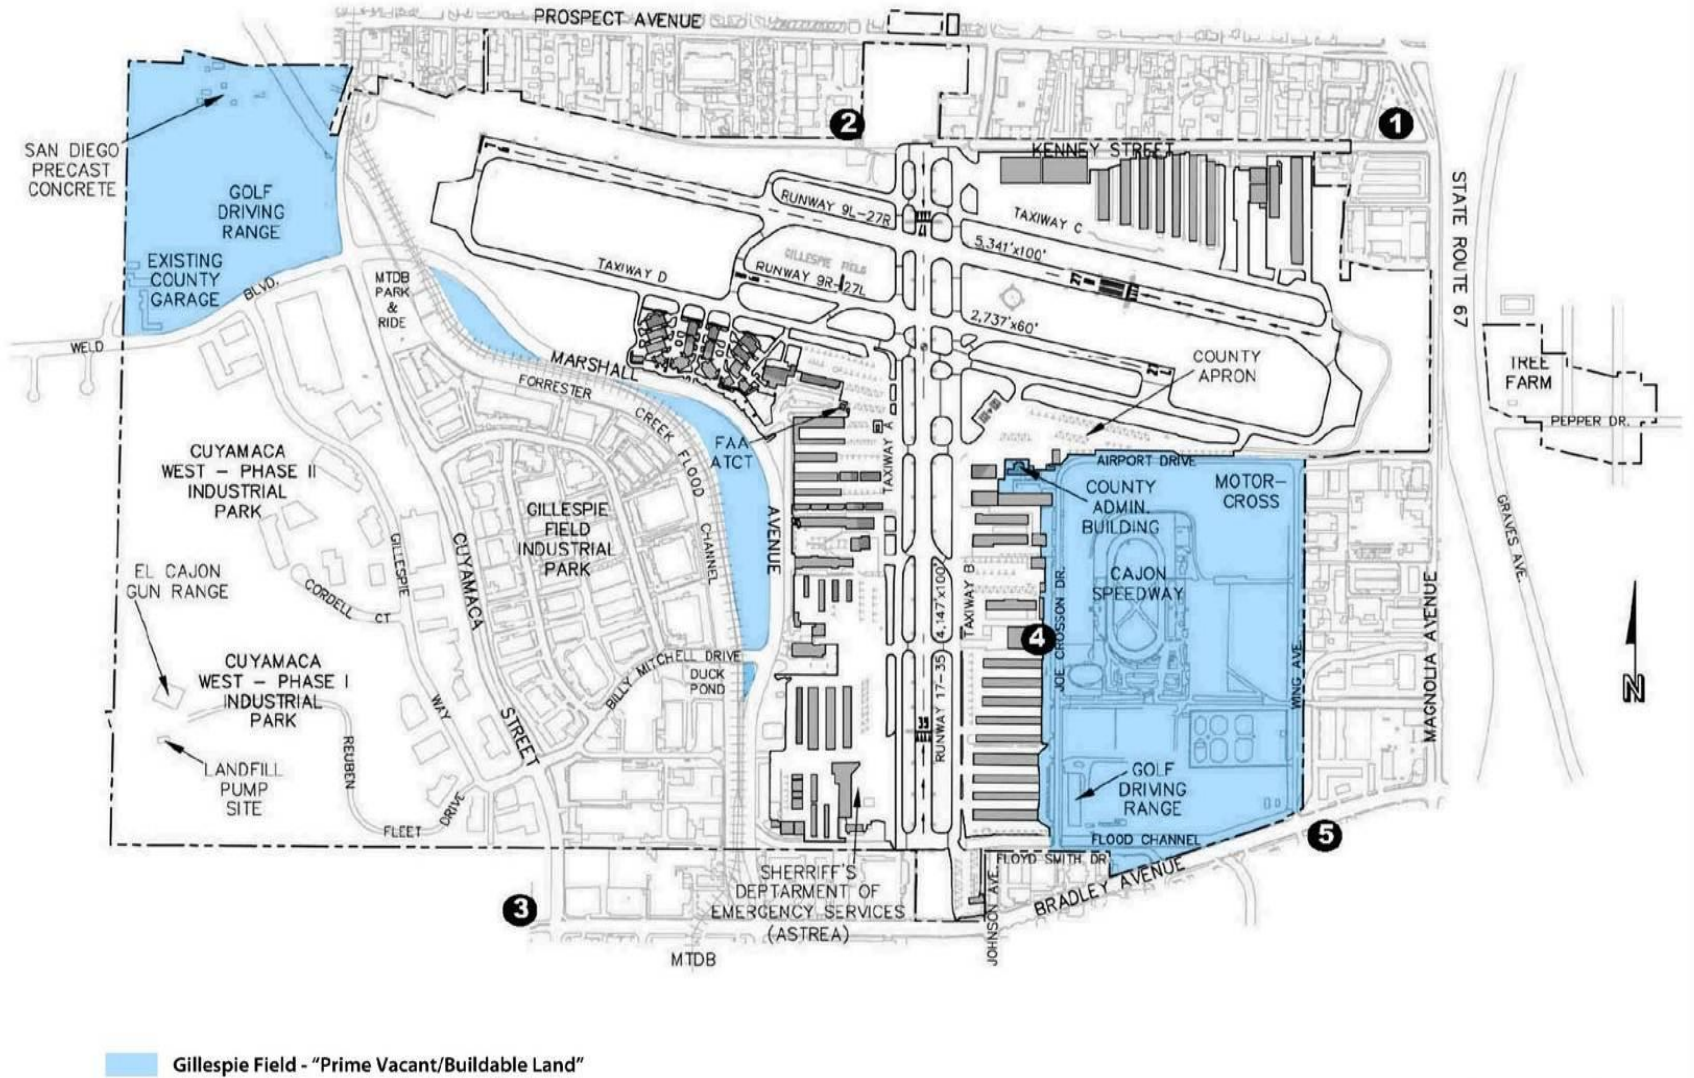 PROSPECT AVENUE
2
1
KENNEY STREET
SAN DIEGO
PRECAST
CONCRETE
GOLF
DRIVING
RANGE
EXISTING
COUNTY
GARAGE
BLVD.
WELD
MTDB
PARK
&
RIDE
RUNWAY 9L-27R
TAXIWAY C
5,341'x100'
GILLESPIE FIELD
TAXIWAY D
RUNWAY 9R-27L
2,737'x60'
17
STATE ROUTE 67
TREE
FARM
PEPPER DR.
GRAVES AVE.
COUNTY
APRON
MARSHALL
FORRESTER
CREEK
FLOOD
CHANNEL
AVENUE
FAA
ATCT
TAXIWAY A
AIRPORT DRIVE
MOTOR-
CROSS
COUNTY
ADMIN.
BUILDING
CUYAMACA
WEST - PHASE II
INDUSTRIAL
PARK
GILLESPIE
FIELD
INDUSTRIAL
PARK
CAJON
SPEEDWAY
EL CAJON
GUN RANGE
CORDELL CT
GILLESPIE
WAY
CUYAMACA
STREET
4,147'x100'
RUNWAY 17-35
TAXIWAY B
4
JOE CROSSON DR.
WING AVE.
MAGNOLIA AVENUE
N
CUYAMACA
WEST - PHASE I
INDUSTRIAL
PARK
BILLY MITCHELL DRIVE
DUCK
POND
35
LANDFILL
PUMP
SITE
REUBEN
FLEET
DRIVE
GOLF
DRIVING
RANGE
FLOOD CHANNEL
5
FLOYD SMITH DR
BRADLEY AVENUE
JOHNSON AVE.
SHERRIFF'S
DEPTARMENT OF
EMERGENCY SERVICES
(ASTREA)
3
MTDB
Gillespie Field - “Prime Vacant/Buildable Land”